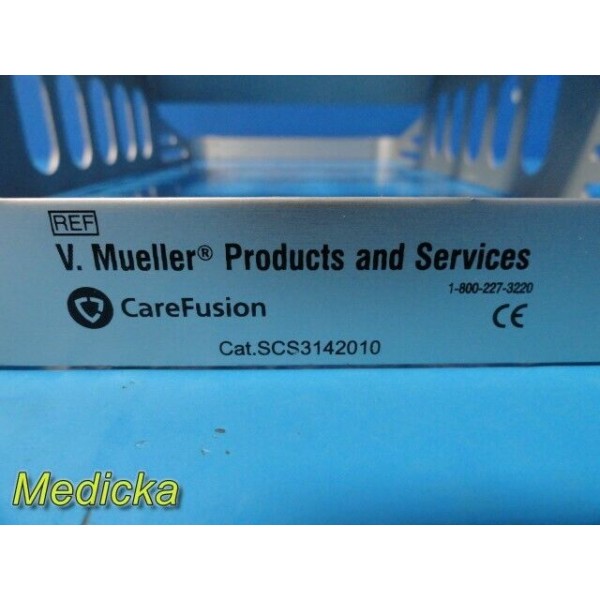 REF
V. Mueller® Products and Services
1-800-227-3220
CareFusion
CE
Cat.SCS3142010
Medicka